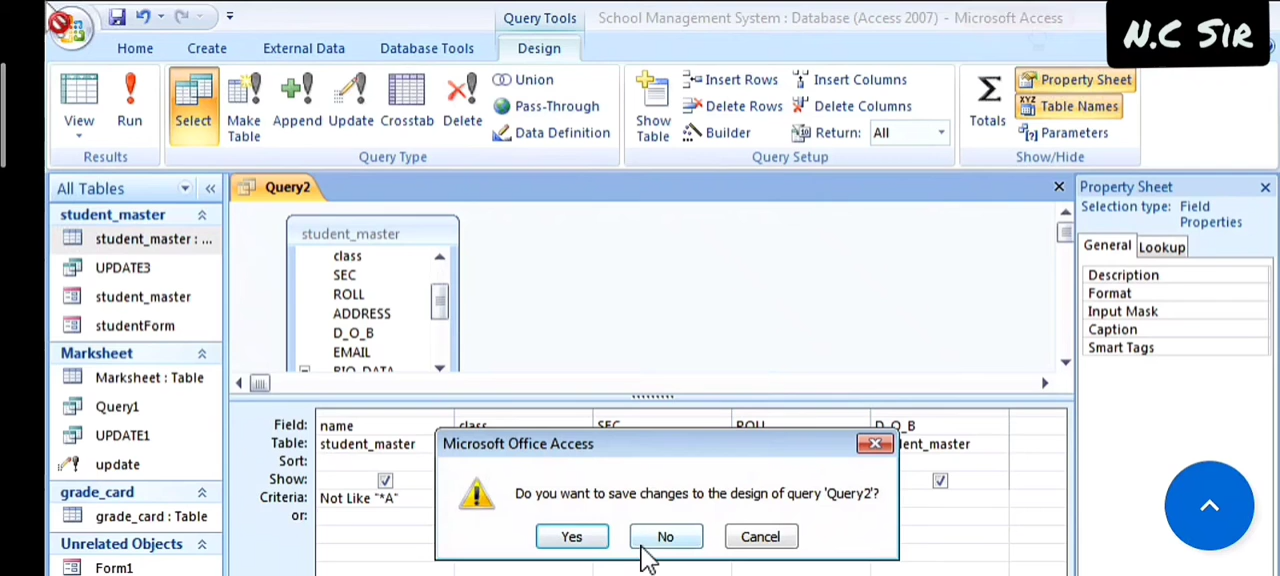 Query Tools
School Management System : Database (Access 2007) - Microsoft Access
N.C SIR
Home
Create
External Data
Database Tools
Design
View
Run
Results
Select
Make Table
Append
Update
Crosstab
Delete
Union
Pass-Through
Data Definition
Query Type
Show Table
Insert Rows
Delete Rows
Builder
Insert Columns
Delete Columns
Return: All
Query Setup
Σ
Totals
Property Sheet
XYZ Table Names
[?] Parameters
Show/Hide
All Tables
«
student_master
student_master : ...
UPDATE3
student_master
studentForm
Marksheet
Marksheet : Table
Query1
UPDATE1
update
grade_card
grade_card : Table
Unrelated Objects
Form1
Query2
student_master
class
SEC
ROLL
ADDRESS
D_O_B
EMAIL
BIO_DATA
Field: name class SEC ROLL D_O_B
Table: student_master
Sort:
Show:
Criteria: Not Like "*A"
or:
Microsoft Office Access
Do you want to save changes to the design of query 'Query2'?
Yes
No
Cancel
Property Sheet
Selection type: Field Properties
General
Lookup
Description
Format
Input Mask
Caption
Smart Tags